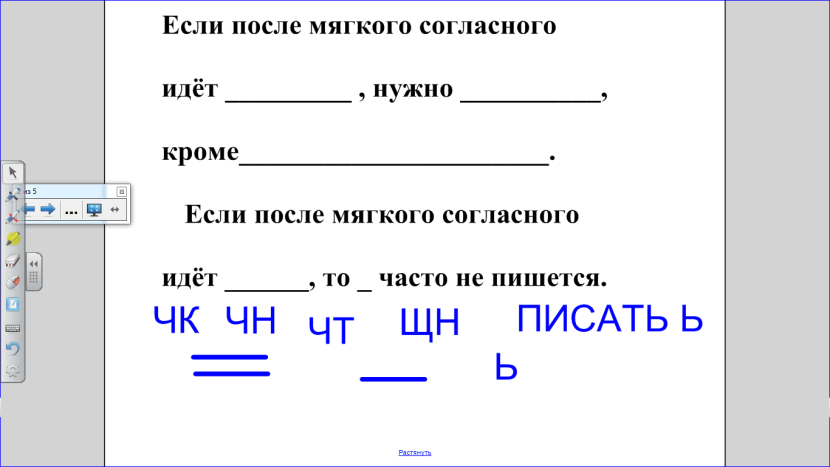 Если после мягкого согласного
идёт _________ , нужно __________,
кроме______________________.
Если после мягкого согласного
идёт ______, то _ часто не пишется.
ЧК ЧН ЧТ ЩН ПИСАТЬ Ь
Ь
из 5
Растянуть